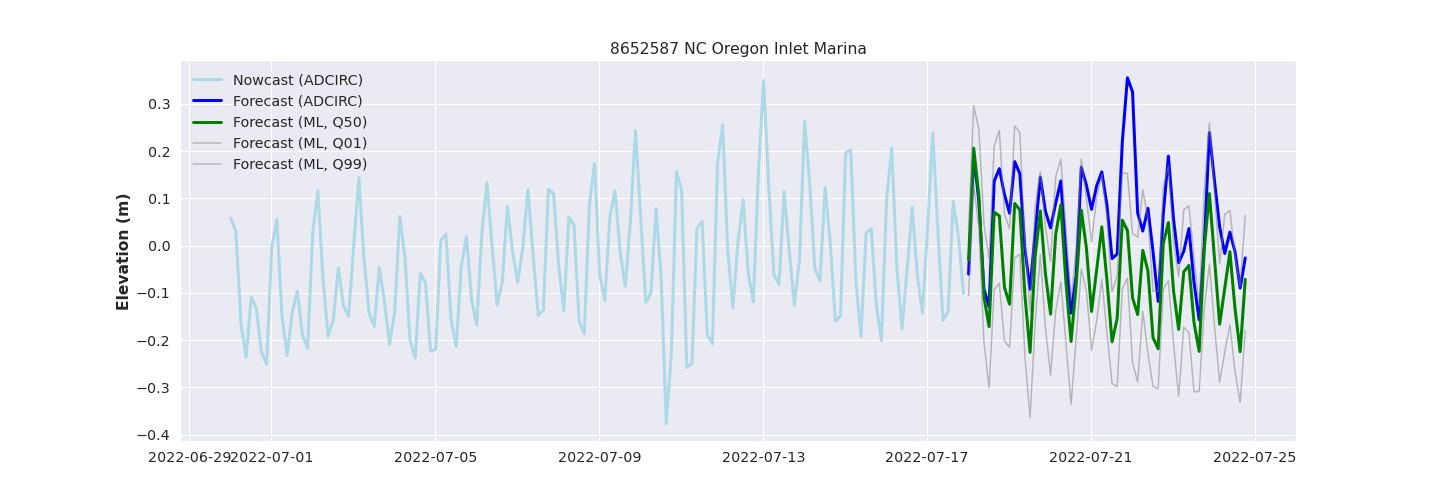 8652587 NC Oregon Inlet Marina
Nowcast (ADCIRC)
Forecast (ADCIRC)
Forecast (ML, Q50)
Forecast (ML, Q01)
Forecast (ML, Q99)
Elevation (m)
0.3
0.2
0.1
0.0
−0.1
−0.2
−0.3
−0.4
2022-06-29 2022-07-01 2022-07-05 2022-07-09 2022-07-13 2022-07-17 2022-07-21 2022-07-25